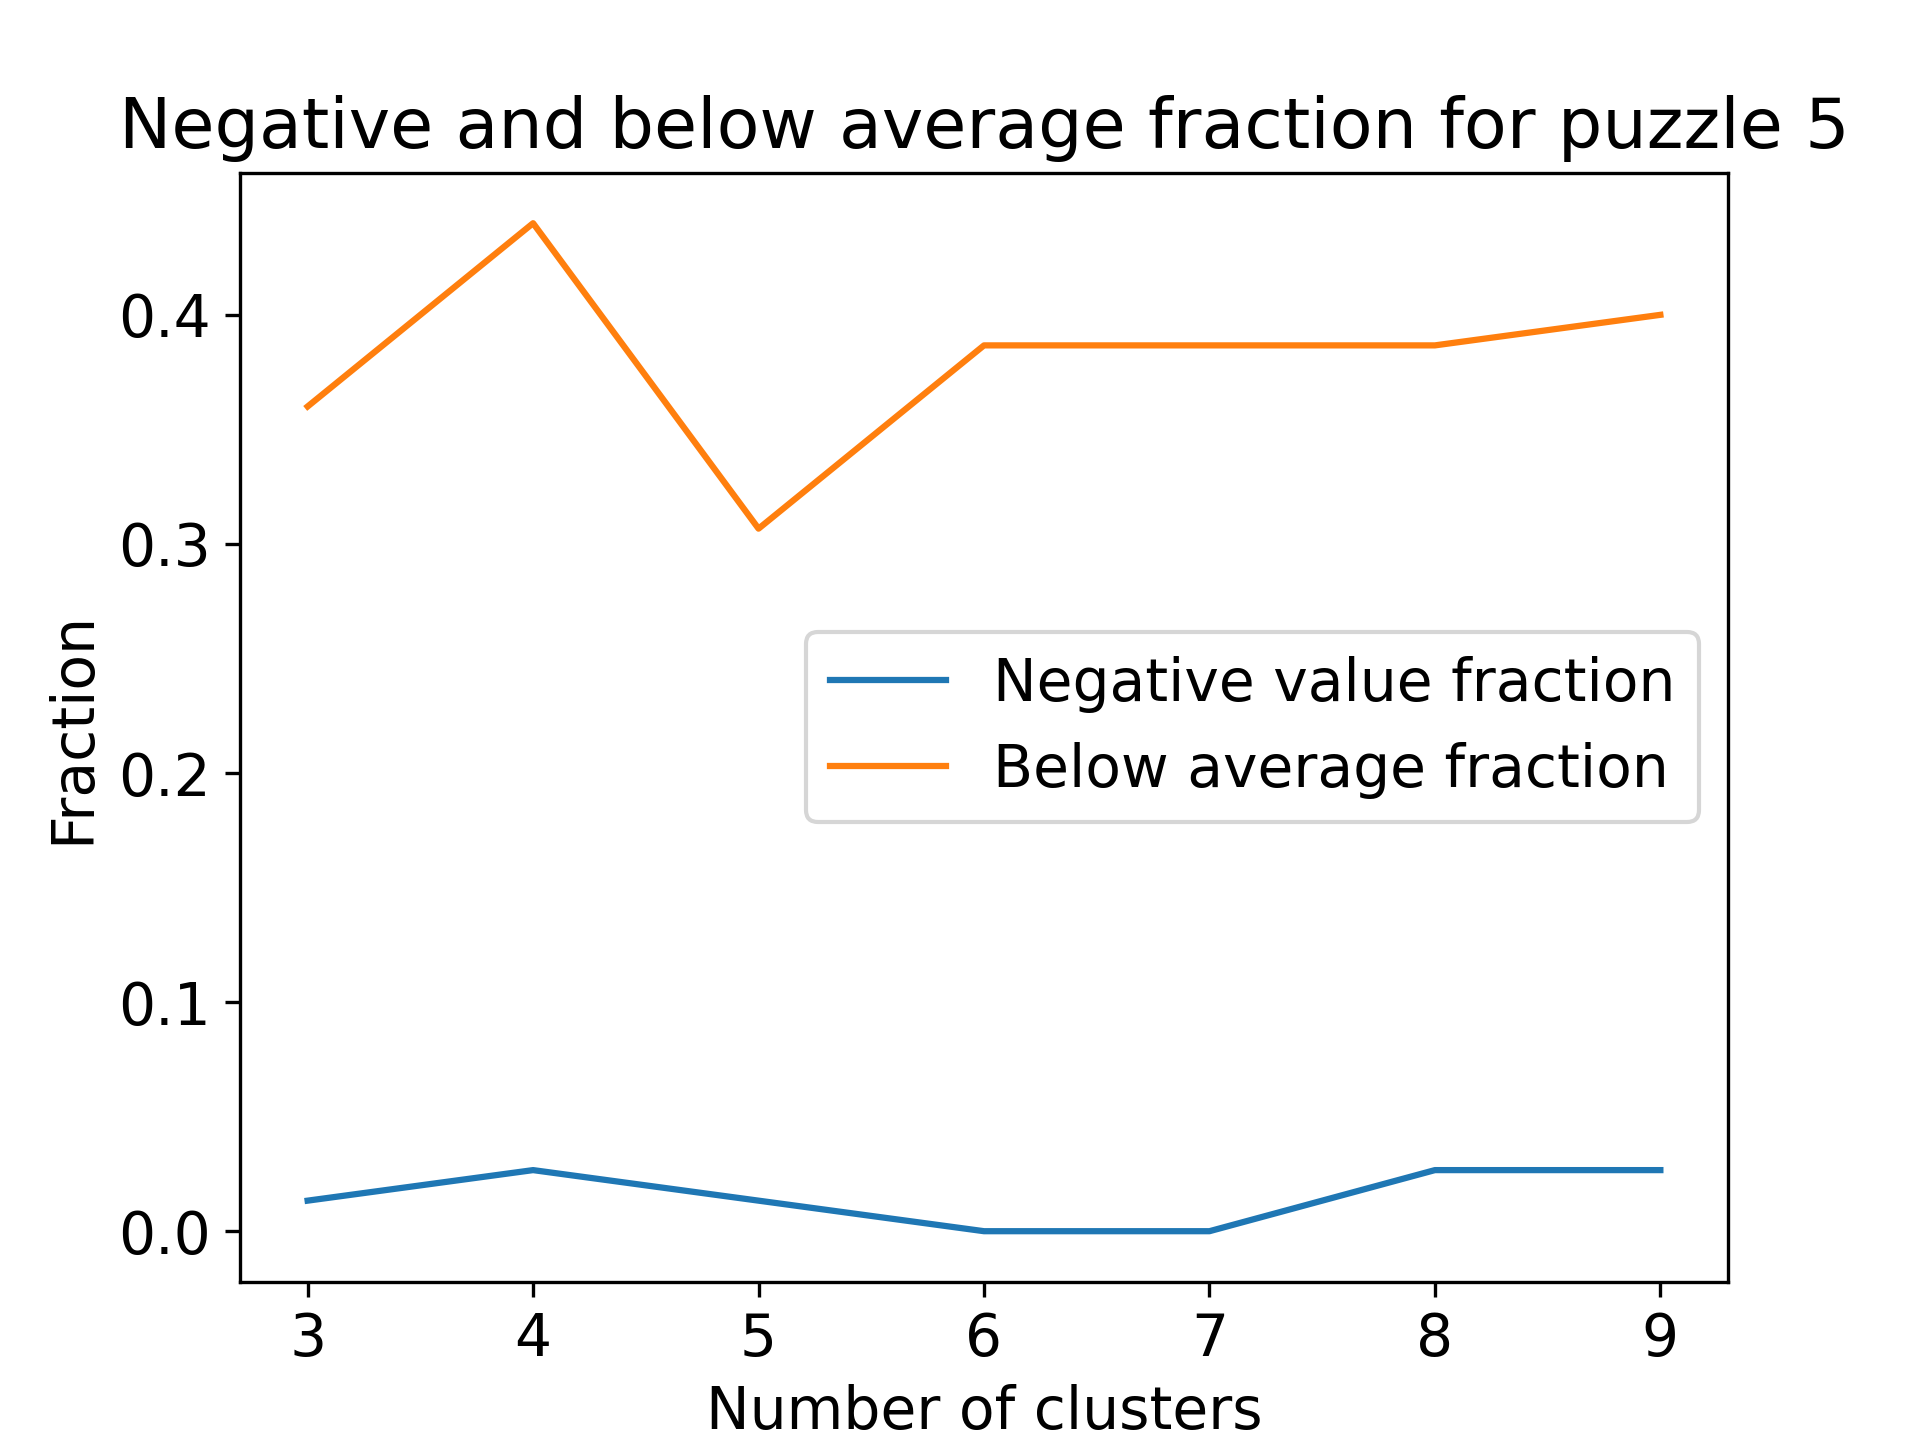 Negative and below average fraction for puzzle 5
0.4
0.3
0.2
0.1
0.0
Fraction
Negative value fraction
Below average fraction
3 4 5 6 7 8 9
Number of clusters